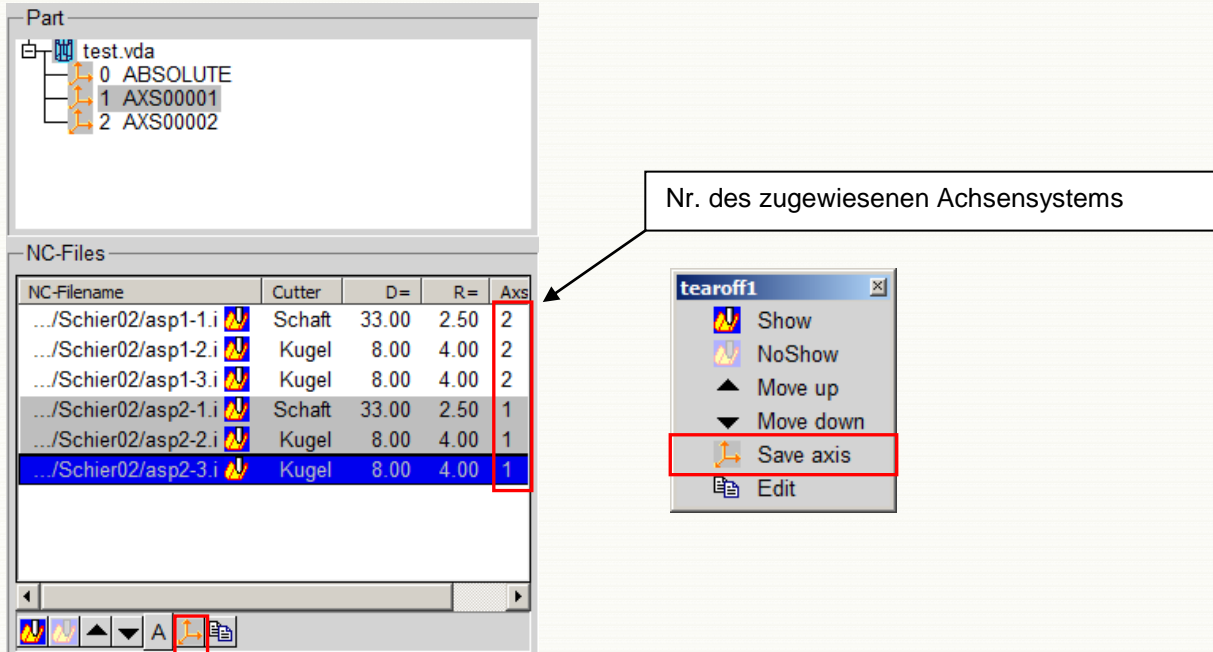 Part
test.vda
0 ABSOLUTE
1 AXS00001
2 AXS00002
Nr. des zugewiesenen Achsensystems
NC-Files
NC-Filename Cutter D= R= Axs
.../Schier02/asp1-1.i Schaft 33.00 2.50 2
.../Schier02/asp1-2.i Kugel 8.00 4.00 2
.../Schier02/asp1-3.i Kugel 8.00 4.00 2
.../Schier02/asp2-1.i Schaft 33.00 2.50 1
.../Schier02/asp2-2.i Kugel 8.00 4.00 1
.../Schier02/asp2-3.i Kugel 8.00 4.00 1
A
tearoff1
Show
NoShow
Move up
Move down
Save axis
Edit